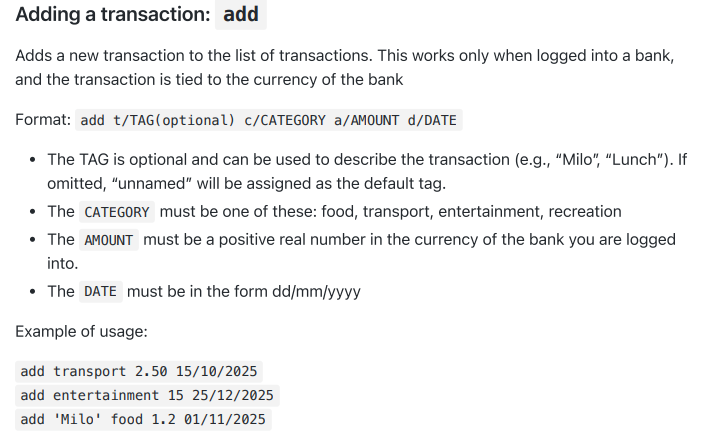 Adding a transaction: add
Adds a new transaction to the list of transactions. This works only when logged into a bank,
and the transaction is tied to the currency of the bank
Format: add t/TAG(optional) c/CATEGORY a/AMOUNT d/DATE
• The TAG is optional and can be used to describe the transaction (e.g., “Milo”, “Lunch”). If
omitted, “unnamed” will be assigned as the default tag.
• The CATEGORY must be one of these: food, transport, entertainment, recreation
• The AMOUNT must be a positive real number in the currency of the bank you are logged
into.
• The DATE must be in the form dd/mm/yyyy
Example of usage:
add transport 2.50 15/10/2025
add entertainment 15 25/12/2025
add 'Milo' food 1.2 01/11/2025